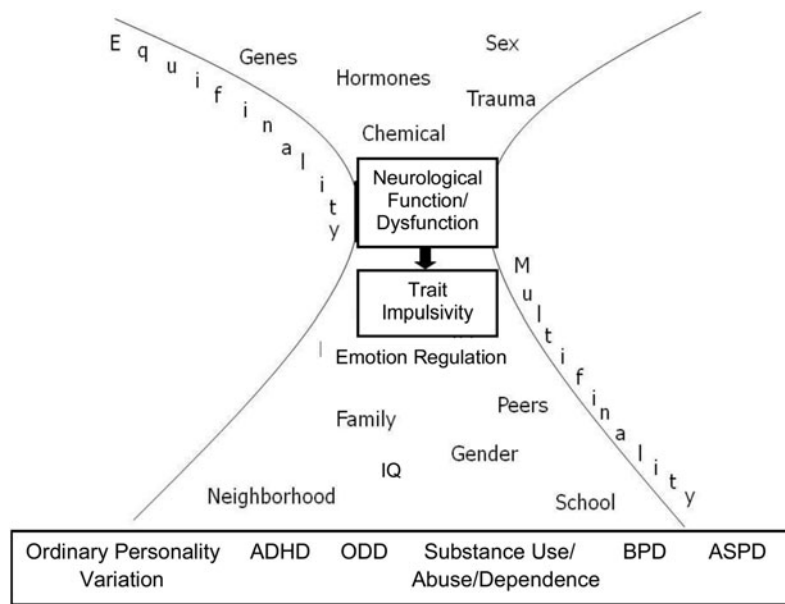 Equifinality
Genes
Sex
Hormones
Trauma
Chemical
Neurological
Function/
Dysfunction
Trait
Impulsivity
Multifinality
Emotion Regulation
Family
Peers
IQ
Gender
Neighborhood
School
Ordinary Personality
Variation
ADHD
ODD
Substance Use/
Abuse/Dependence
BPD
ASPD